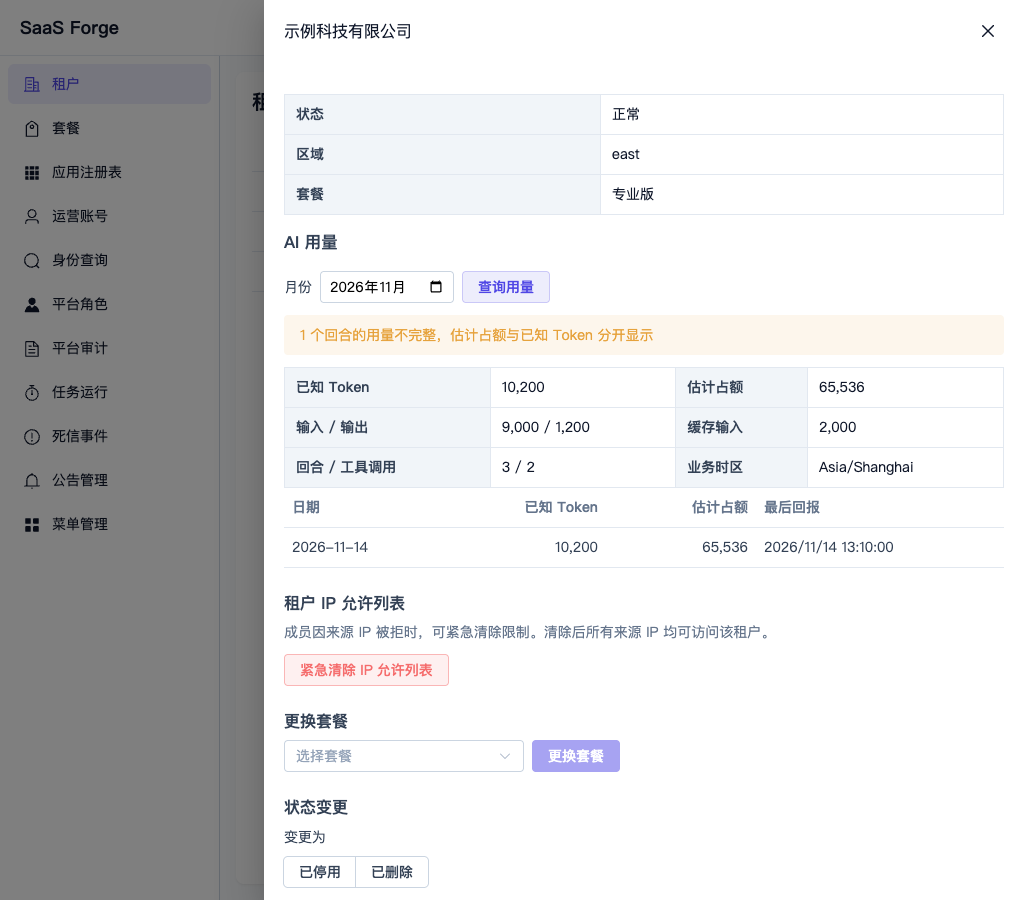 SaaS Forge
租户
套餐
应用注册表
运营账号
身份查询
平台角色
平台审计
任务运行
死信事件
公告管理
菜单管理
示例科技有限公司
状态 正常
区域 east
套餐 专业版
AI 用量
月份 2026年11月 查询用量
1 个回合的用量不完整，估计占额与已知 Token 分开显示
已知 Token 10,200 估计占额 65,536
输入 / 输出 9,000 / 1,200 缓存输入 2,000
回合 / 工具调用 3 / 2 业务时区 Asia/Shanghai
日期 已知 Token 估计占额 最后回报
2026-11-14 10,200 65,536 2026/11/14 13:10:00
租户 IP 允许列表
成员因来源 IP 被拒时，可紧急清除限制。清除后所有来源 IP 均可访问该租户。
紧急清除 IP 允许列表
更换套餐
选择套餐 更换套餐
状态变更
变更为
已停用 已删除